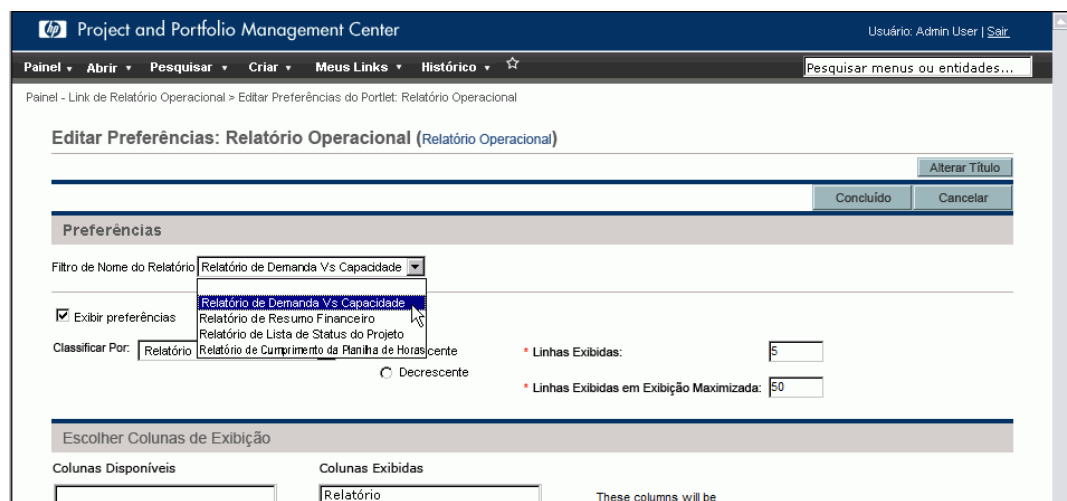 hp Project and Portfolio Management Center
Usuário: Admin User | Sair
Painel Abrir Pesquisar Criar Meus Links Histórico
Pesquisar menus ou entidades...
Painel - Link de Relatório Operacional > Editar Preferências do Portlet: Relatório Operacional
Editar Preferências: Relatório Operacional (Relatório Operacional)
Alterar Título
Concluído Cancelar
Preferências
Filtro de Nome do Relatório Relatório de Demanda Vs Capacidade
Relatório de Demanda Vs Capacidade
Relatório de Resumo Financeiro
Relatório de Lista de Status do Projeto
Relatório de Cumprimento da Planilha de Horas
Exibir preferências
Classificar Por: Relatório cente
Decrescente
* Linhas Exibidas: 5
* Linhas Exibidas em Exibição Maximizada: 50
Escolher Colunas de Exibição
Colunas Disponíveis Colunas Exibidas
Relatório
These columns will be